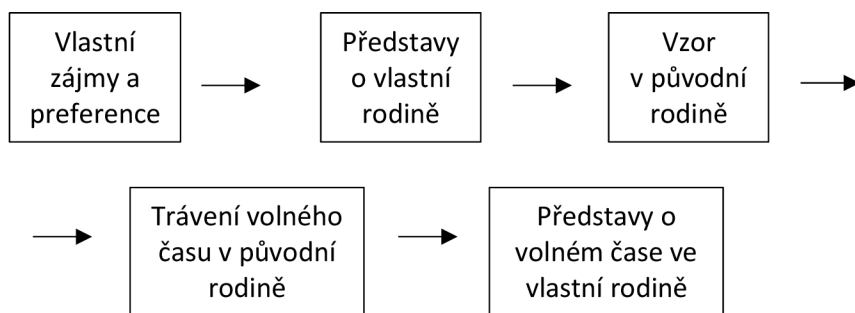 Vlastní
zájmy a
preference
Představy
o vlastní
rodině
Vzor
v původní
rodině
Trávení volného
času v původní
rodině
Představy o
volném čase ve
vlastní rodině